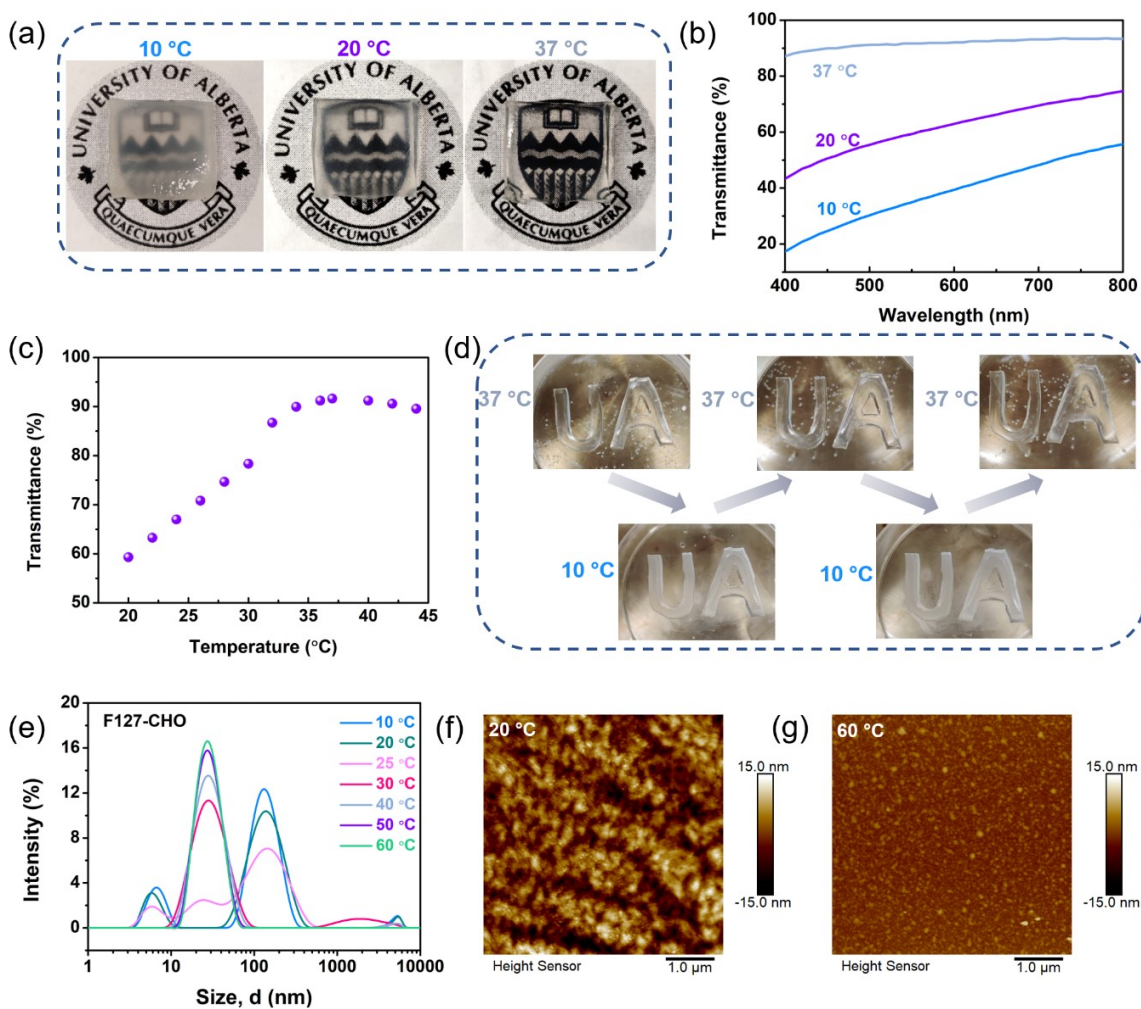 (a)
10 °C
20 °C
37 °C
UNIVERSITY OF ALBERTA
QUAECUMQUE VERA
UNIVERSITY OF ALBERTA
QUAECUMQUE VERA
UNIVERSITY OF ALBERTA
QUAECUMQUE VERA
(b)
Transmittance (%)
90
80
70
60
50
40
30
20
10
37 °C
20 °C
10 °C
400 500 600 700 800
Wavelength (nm)
(c)
Transmittance (%)
100
90
80
70
60
50
20 25 30 35 40 45
Temperature (°C)
(d)
37 °C
UA
37 °C
UA
37 °C
UA
10 °C
UA
10 °C
UA
(e)
F127-CHO
Intensity (%)
20
16
12
8
4
0
10 °C
20 °C
25 °C
30 °C
40 °C
50 °C
60 °C
1 10 100 1000 10000
Size, d (nm)
(f)
20 °C
15.0 nm
-15.0 nm
Height Sensor
1.0 µm
(g)
60 °C
15.0 nm
-15.0 nm
Height Sensor
1.0 µm